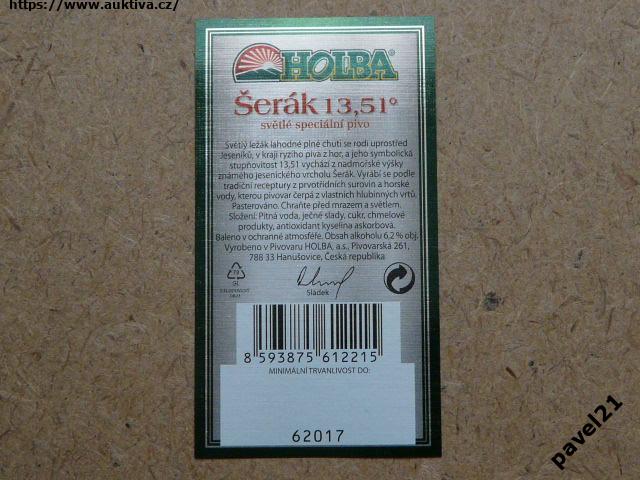 https://www.auktiva.cz/
HOLBA®
Šerák 13,51°
světlé speciální pivo
Světlý ležák lahodné plné chuti se rodí uprostřed
Jeseníků, v kraji ryzího piva z hor, a jeho symbolická
stupňovitost 13,51 vychází z nadmořské výšky
známého jesenického vrcholu Šerák. Vyrábí se podle
tradiční receptury z prvotřídních surovin a horské
vody, kterou pivovar čerpá z vlastních hlubinných vrtů.
Pasterováno. Chraňte před mrazem a světlem.
Složení: Pitná voda, ječné slady, cukr, chmelové
produkty, antioxidant kyselina askorbová.
Baleno v ochranné atmosféře. Obsah alkoholu 6,2 % obj.
Vyrobeno v Pivovaru HOLBA, a.s., Pivovarská 261,
788 33 Hanušovice, Česká republika
70
GL
Sládek
8 593875 612215
MINIMÁLNÍ TRVANLIVOST DO:
62017
pavel21